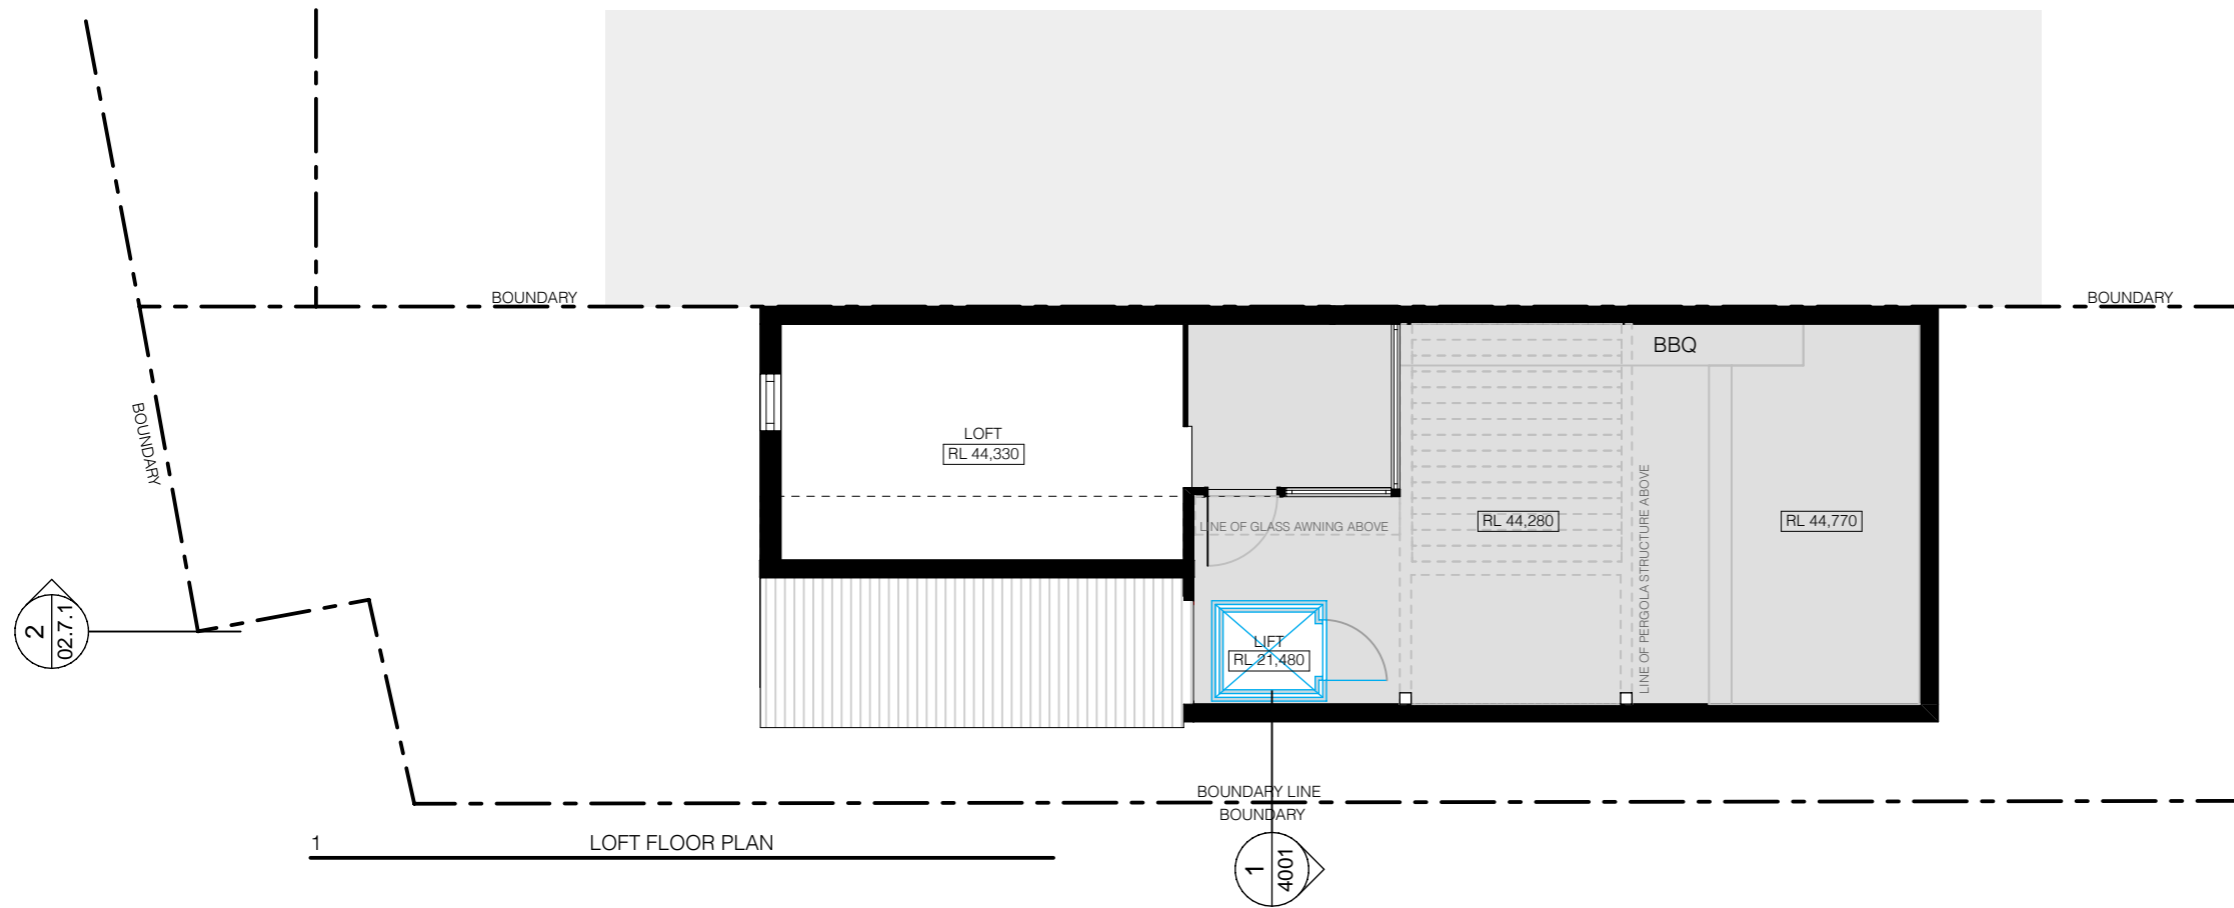 BOUNDARY
BOUNDARY
BOUNDARY
BBQ
LOFT
RL 44,330
LINE OF GLASS AWNING ABOVE
RL 44,280
LINE OF PERGOLA STRUCTURE ABOVE
RL 44,770
2
02.7.1
LIFT
RL 21,480
BOUNDARY LINE
BOUNDARY
1
LOFT FLOOR PLAN
1
4001